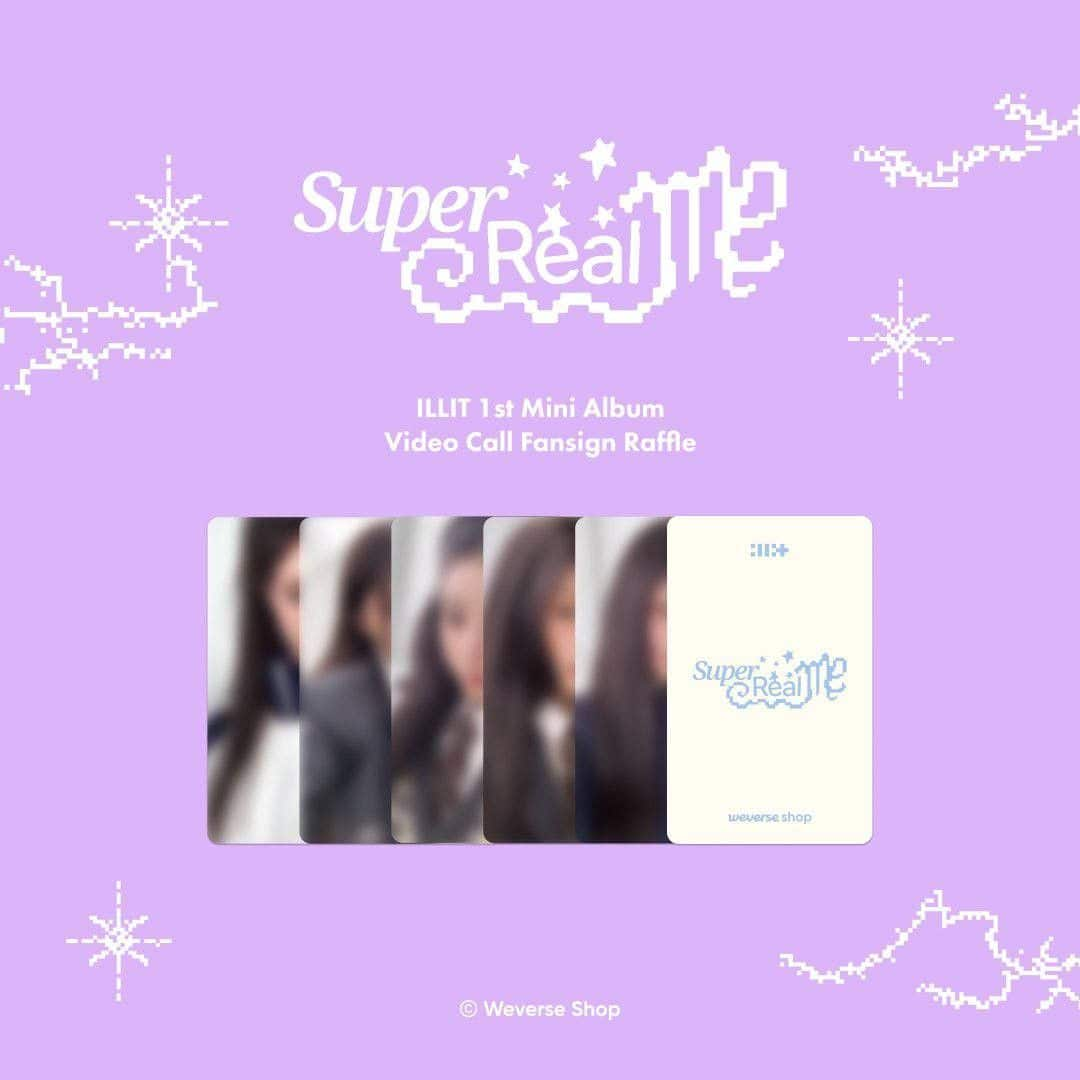 Super Real Me
ILLIT 1st Mini Album
Video Call Fansign Raffle
Super Real Me
weverse shop
© Weverse Shop